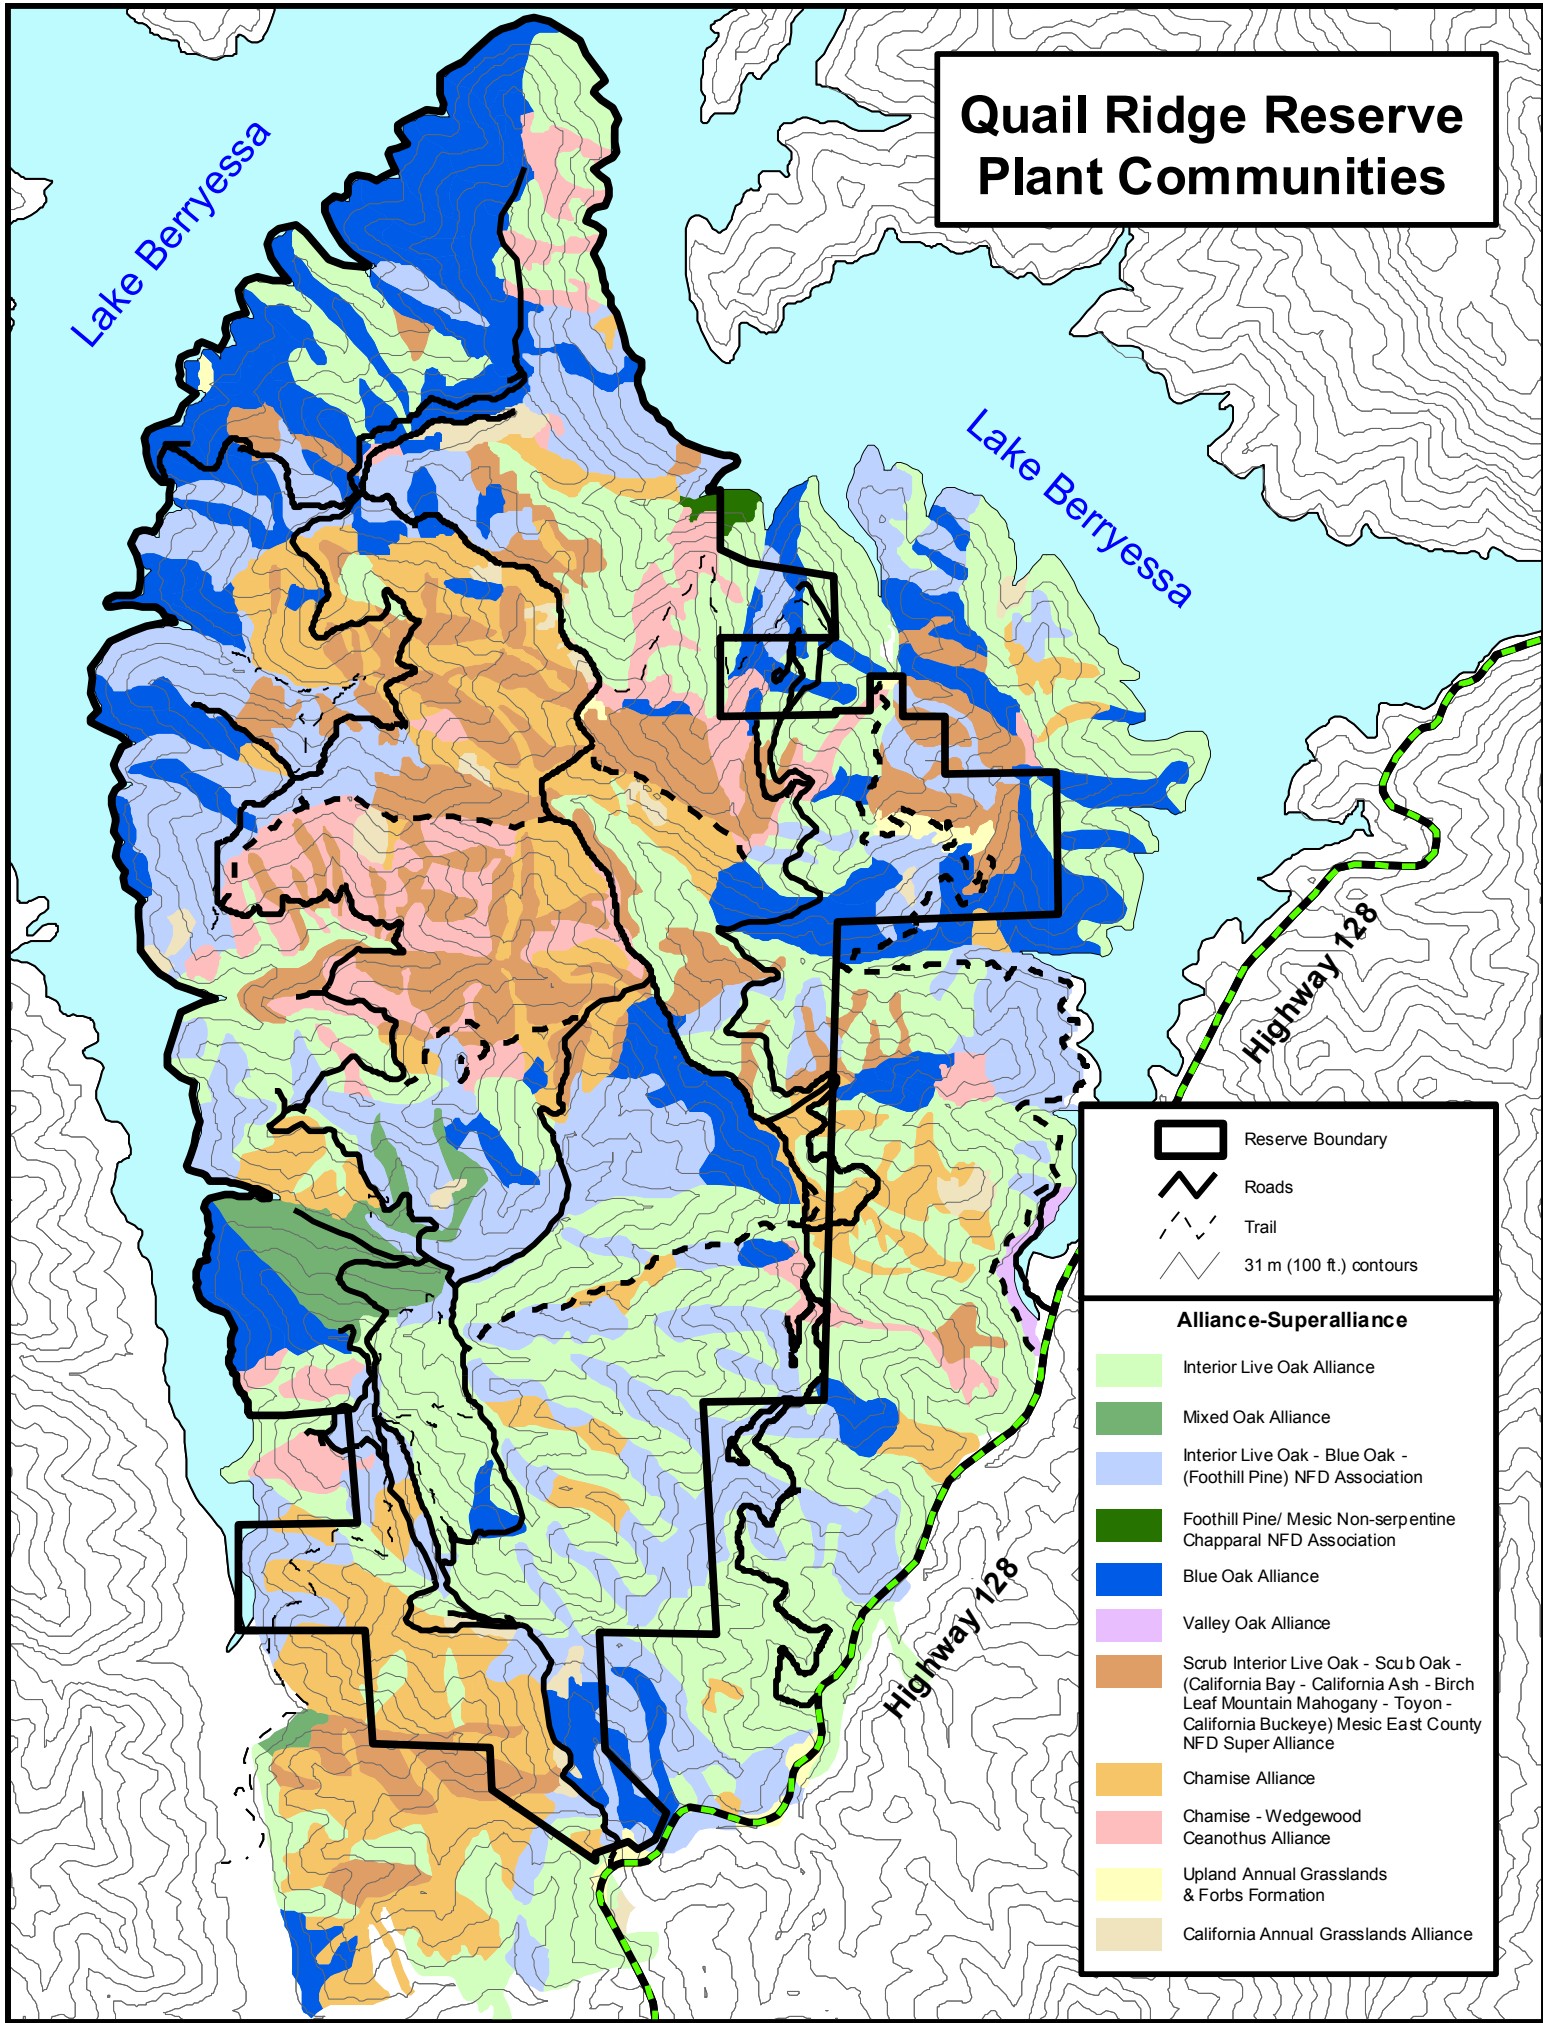 Quail Ridge Reserve
Plant Communities
Lake Berryessa
Lake Berryessa
Highway 128
Highway 128
Reserve Boundary
Roads
Trail
31 m (100 ft.) contours
Alliance-Superalliance
Interior Live Oak Alliance
Mixed Oak Alliance
Interior Live Oak - Blue Oak -
(Foothill Pine) NFD Association
Foothill Pine/ Mesic Non-serpentine
Chapparal NFD Association
Blue Oak Alliance
Valley Oak Alliance
Scrub Interior Live Oak - Scub Oak -
(California Bay - California Ash - Birch
Leaf Mountain Mahogany - Toyon -
California Buckeye) Mesic East County
NFD Super Alliance
Chamise Alliance
Chamise - Wedgewood
Ceanothus Alliance
Upland Annual Grasslands
& Forbs Formation
California Annual Grasslands Alliance